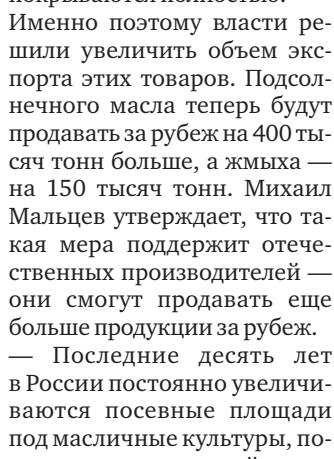 Именно поэтому власти ре-
шили увеличить объем экс-
порта этих товаров. Подсол-
нечного масла теперь будут
продавать за рубеж на 400 ты-
сяч тонн больше, а жмыха —
на 150 тысяч тонн. Михаил
Мальцев утверждает, что та-
кая мера поддержит отече-
ственных производителей —
они смогут продавать еще
больше продукции за рубеж.
— Последние десять лет
в России постоянно увеличи-
ваются посевные площади
под масличные культуры, по-